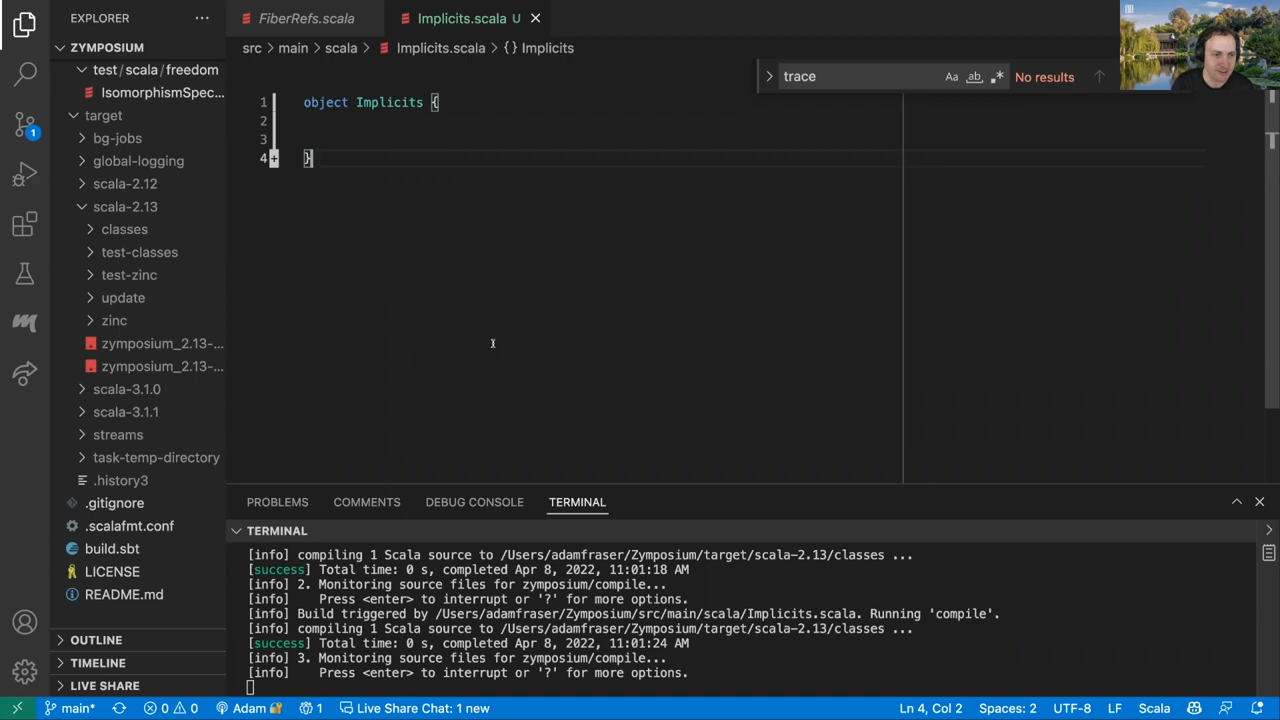 EXPLORER
FiberRefs.scala
Implicits.scala U
ZYMPOSIUM
src > main > scala > Implicits.scala > {} Implicits
trace
Aa ab .*
No results
test/scala/freedom
IsomorphismSpec...
target
bg-jobs
global-logging
scala-2.12
scala-2.13
classes
test-classes
test-zinc
update
zinc
zymposium_2.13-...
zymposium_2.13-...
scala-3.1.0
scala-3.1.1
streams
task-temp-directory
.history3
.gitignore
.scalafmt.conf
build.sbt
LICENSE
README.md
OUTLINE
TIMELINE
LIVE SHARE
1
1 object Implicits {
2
3
4 }
PROBLEMS COMMENTS DEBUG CONSOLE TERMINAL
TERMINAL
[info] compiling 1 Scala source to /Users/adamfraser/Zymposium/target/scala-2.13/classes ...
[success] Total time: 0 s, completed Apr 8, 2022, 11:01:18 AM
[info] 2. Monitoring source files for zymposium/compile...
[info]    Press <enter> to interrupt or '?' for more options.
[info] Build triggered by /Users/adamfraser/Zymposium/src/main/scala/Implicits.scala. Running 'compile'.
[info] compiling 1 Scala source to /Users/adamfraser/Zymposium/target/scala-2.13/classes ...
[success] Total time: 0 s, completed Apr 8, 2022, 11:01:24 AM
[info] 3. Monitoring source files for zymposium/compile...
[info]    Press <enter> to interrupt or '?' for more options.
main* 0 0 Adam 1 Live Share Chat: 1 new Ln 4, Col 2 Spaces: 2 UTF-8 LF Scala